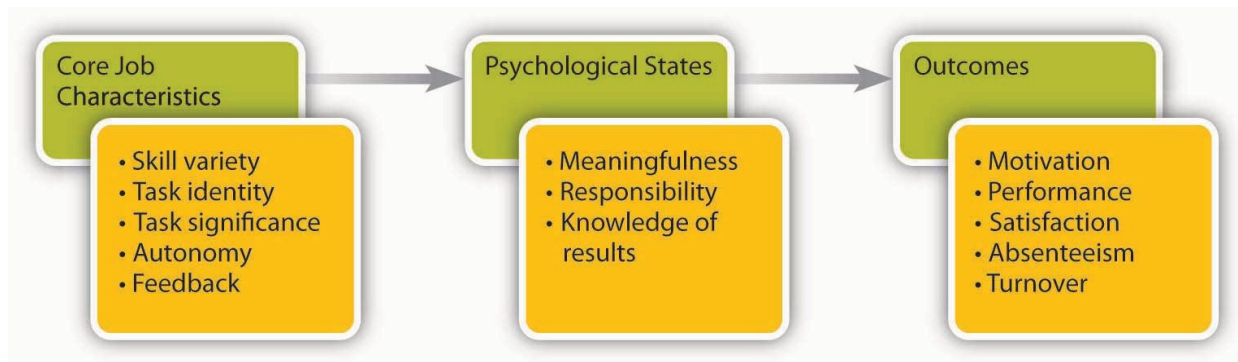 Core Job
Characteristics
• Skill variety
• Task identity
• Task significance
• Autonomy
• Feedback
Psychological States
• Meaningfulness
• Responsibility
• Knowledge of
results
Outcomes
• Motivation
• Performance
• Satisfaction
• Absenteeism
• Turnover